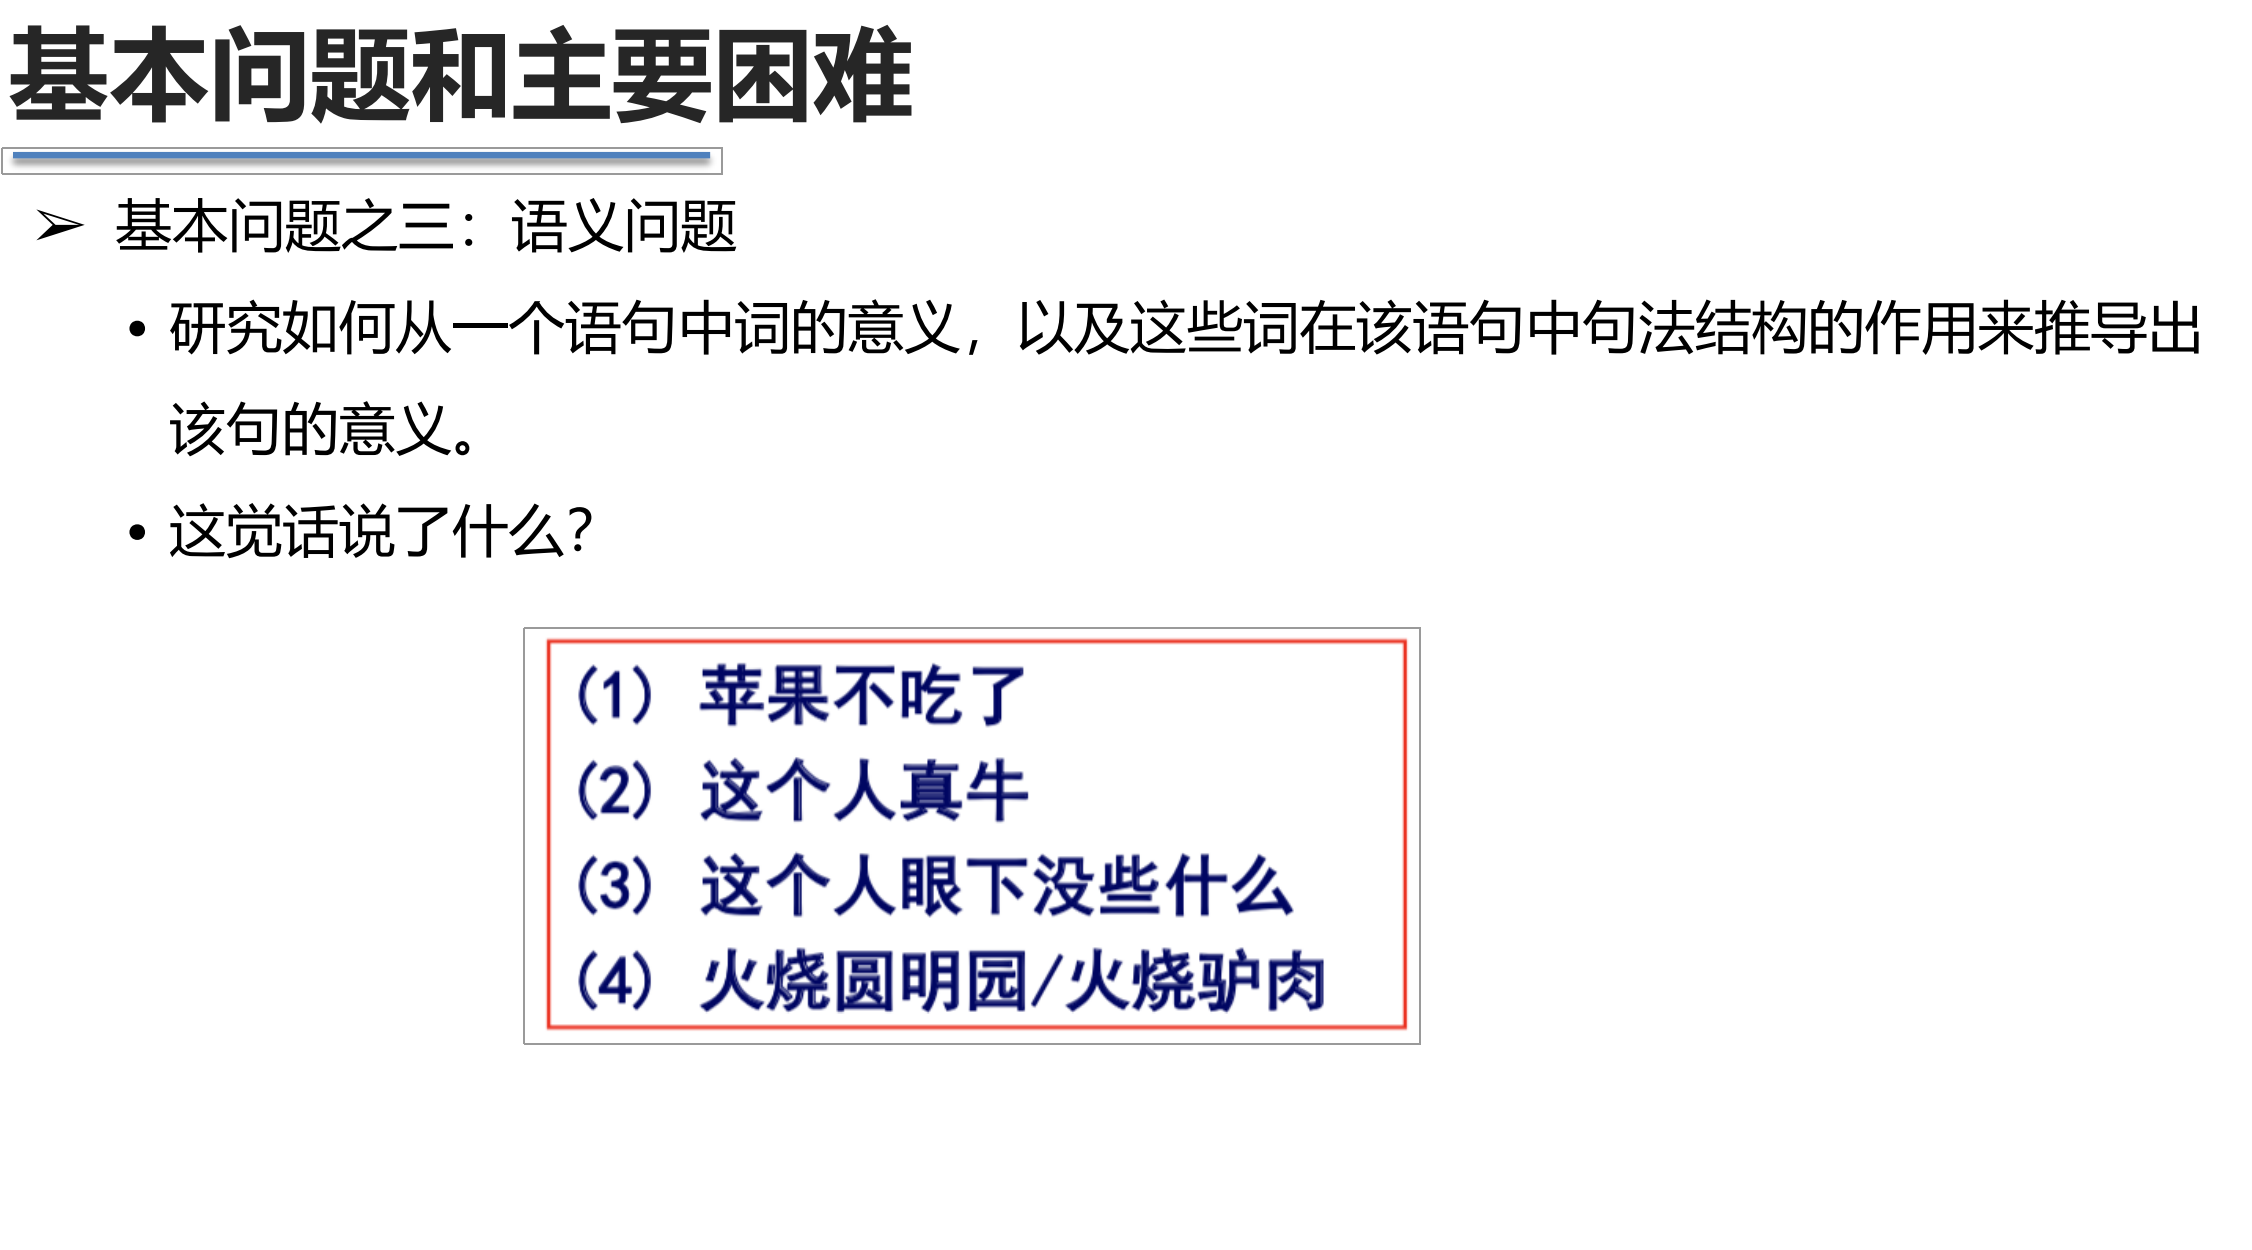 基本问题和主要困难
➢ 基本问题之三：语义问题
• 研究如何从一个语句中词的意义，以及这些词在该语句中句法结构的作用来推导出
该句的意义。
• 这觉话说了什么？
(1) 苹果不吃了
(2) 这个人真牛
(3) 这个人眼下没些什么
(4) 火烧圆明园/火烧驴肉